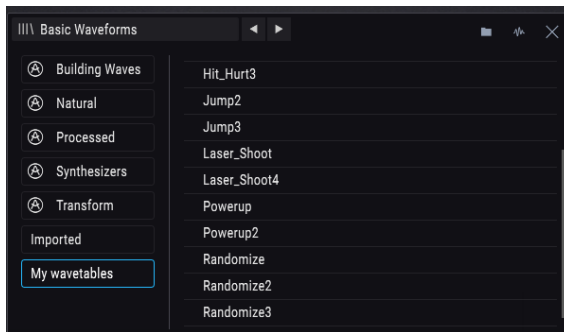 Basic Waveforms
Building Waves
Natural
Processed
Synthesizers
Transform
Imported
My wavetables
Hit_Hurt3
Jump2
Jump3
Laser_Shoot
Laser_Shoot4
Powerup
Powerup2
Randomize
Randomize2
Randomize3